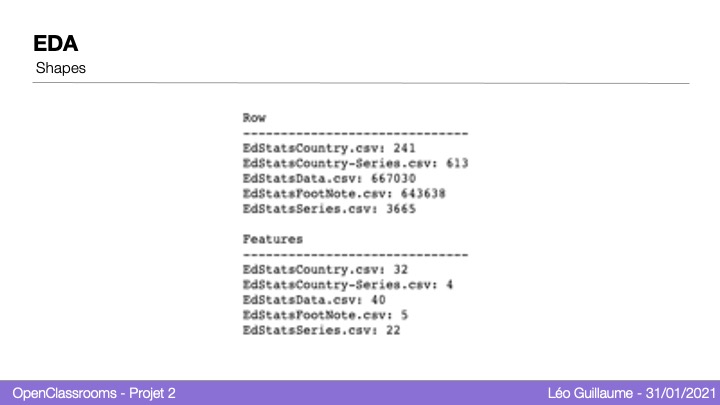 EDA
Shapes
Row
------------------------------
EdStatsCountry.csv: 241
EdStatsCountry-Series.csv: 613
EdStatsData.csv: 667030
EdStatsFootNote.csv: 643638
EdStatsSeries.csv: 3665
Features
------------------------------
EdStatsCountry.csv: 32
EdStatsCountry-Series.csv: 4
EdStatsData.csv: 40
EdStatsFootNote.csv: 5
EdStatsSeries.csv: 22
OpenClassrooms - Projet 2
Léo Guillaume - 31/01/2021